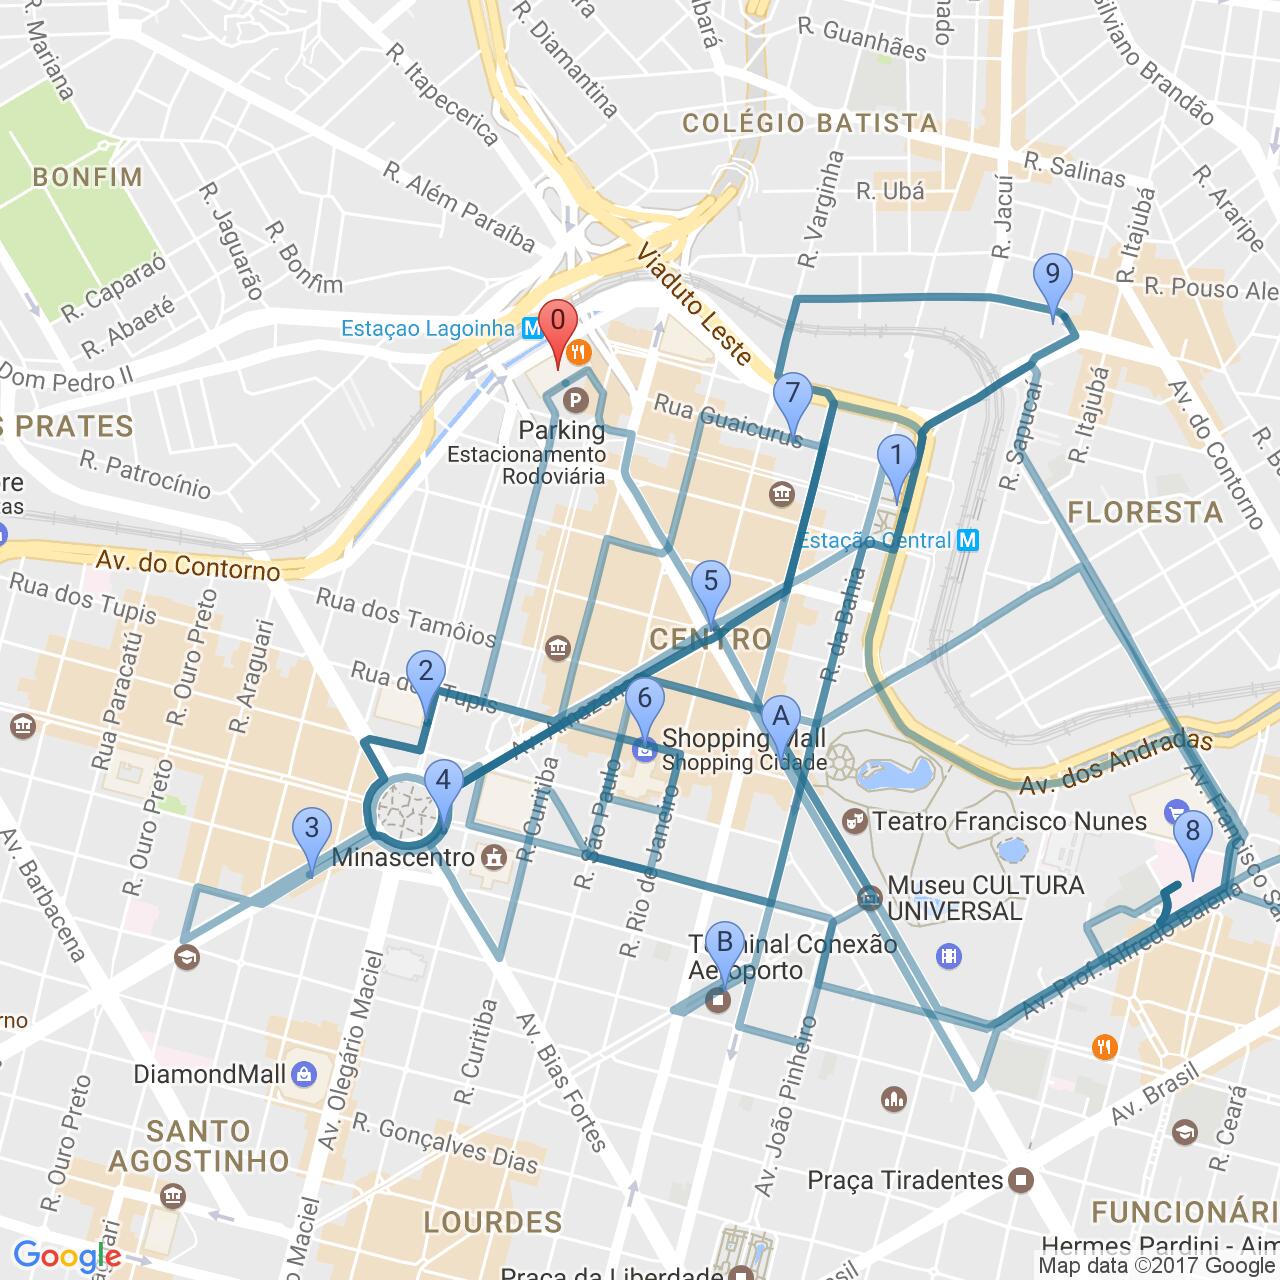 R. Mariana
R. Itapecerica
R. Diamantina
R. Guanhães
Silviano Brandão
COLÉGIO BATISTA
R. Salinas
BONFIM
R. Além Paraíba
R. Varginha
R. Ubá
R. Jacuí
R. Itajubá
R. Araripe
R. Jaguarão
R. Bonfim
R. Caparaó
R. Abaeté
Viaduto Leste
9
R. Pouso Ale
Estaçao Lagoinha
M
0
Dom Pedro II
7
Rua Guaicurus
P
Parking
Estacionamento
Rodoviária
S PRATES
R. Patrocínio
1
R. Sapucaí
R. Itajubá
Av. do Contorno
FLORESTA
Estação Central
M
Av. do Contorno
Rua dos Tupis
Rua dos Tamôios
5
CENTRO
R. da Bahia
Rua Paracatú
R. Ouro Preto
R. Araguari
2
Rua dos Tupis
6
A
Av. Amazonas
Shopping Mall
Shopping Cidade
Av. dos Andradas
4
3
R. Ouro Preto
Minascentro
R. Curitiba
R. São Paulo
R. Rio de Janeiro
Teatro Francisco Nunes
8
Av. Francisco Sa
Av. Barbacena
Museu CULTURA
UNIVERSAL
B
Terminal Conexão
Aeroporto
Av. Prof. Alfredo Balena
orno
Av. Olegário Maciel
R. Curitiba
Av. Bias Fortes
DiamondMall
Av. João Pinheiro
Av. Brasil
R. Ceará
R. Ouro Preto
SANTO
AGOSTINHO
R. Gonçalves Dias
Praça Tiradentes
LOURDES
FUNCIONÁRI
Hermes Pardini - Aim
Praça da Liberdade
Google
Map data ©2017 Google